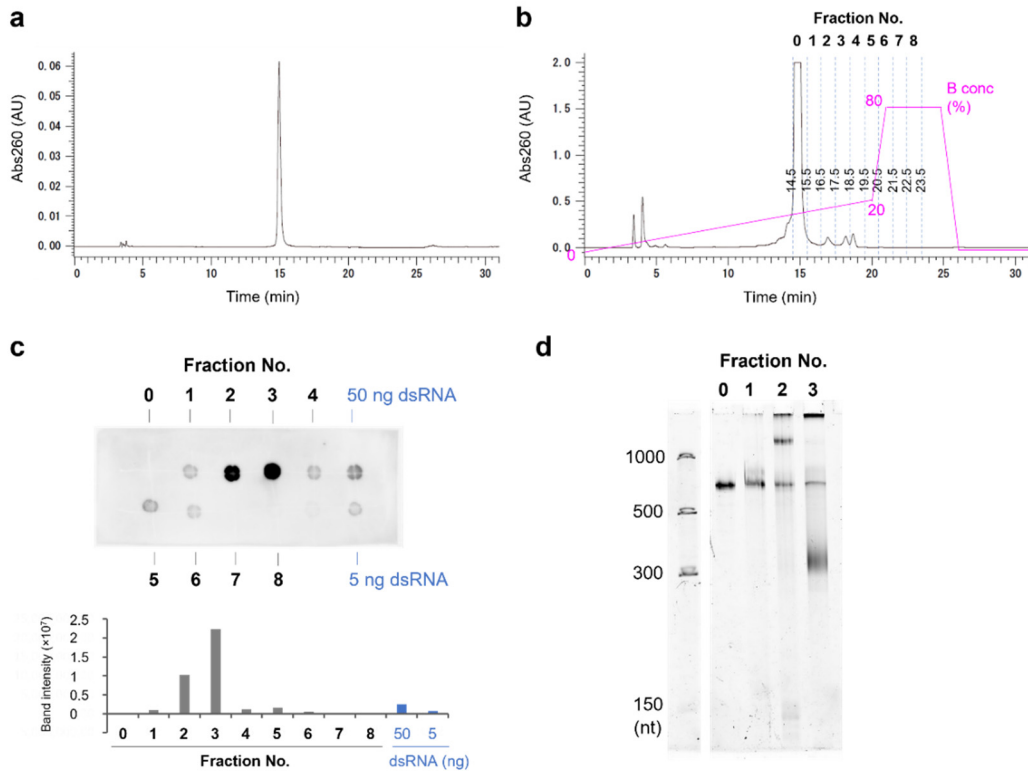 a
0.06
0.05
0.04
0.03
0.02
0.01
0.00
Abs260 (AU)
0 5 10 15 20 25 30
Time (min)
b
Fraction No.
0 1 2 3 4 5 6 7 8
2.0
1.5
1.0
0.5
0.0
Abs260 (AU)
80
B conc
(%)
20
0
14.5 15.5 16.5 17.5 18.5 19.5 20.5 21.5 22.5 23.5
5 10 15 20 25 30
Time (min)
c
Fraction No.
0 1 2 3 4 50 ng dsRNA
5 6 7 8 5 ng dsRNA
Band intensity (×10⁷)
2.5
2
1.5
1
0.5
0
0 1 2 3 4 5 6 7 8 50 5
Fraction No. dsRNA (ng)
d
Fraction No.
0 1 2 3
1000
500
300
150
(nt)